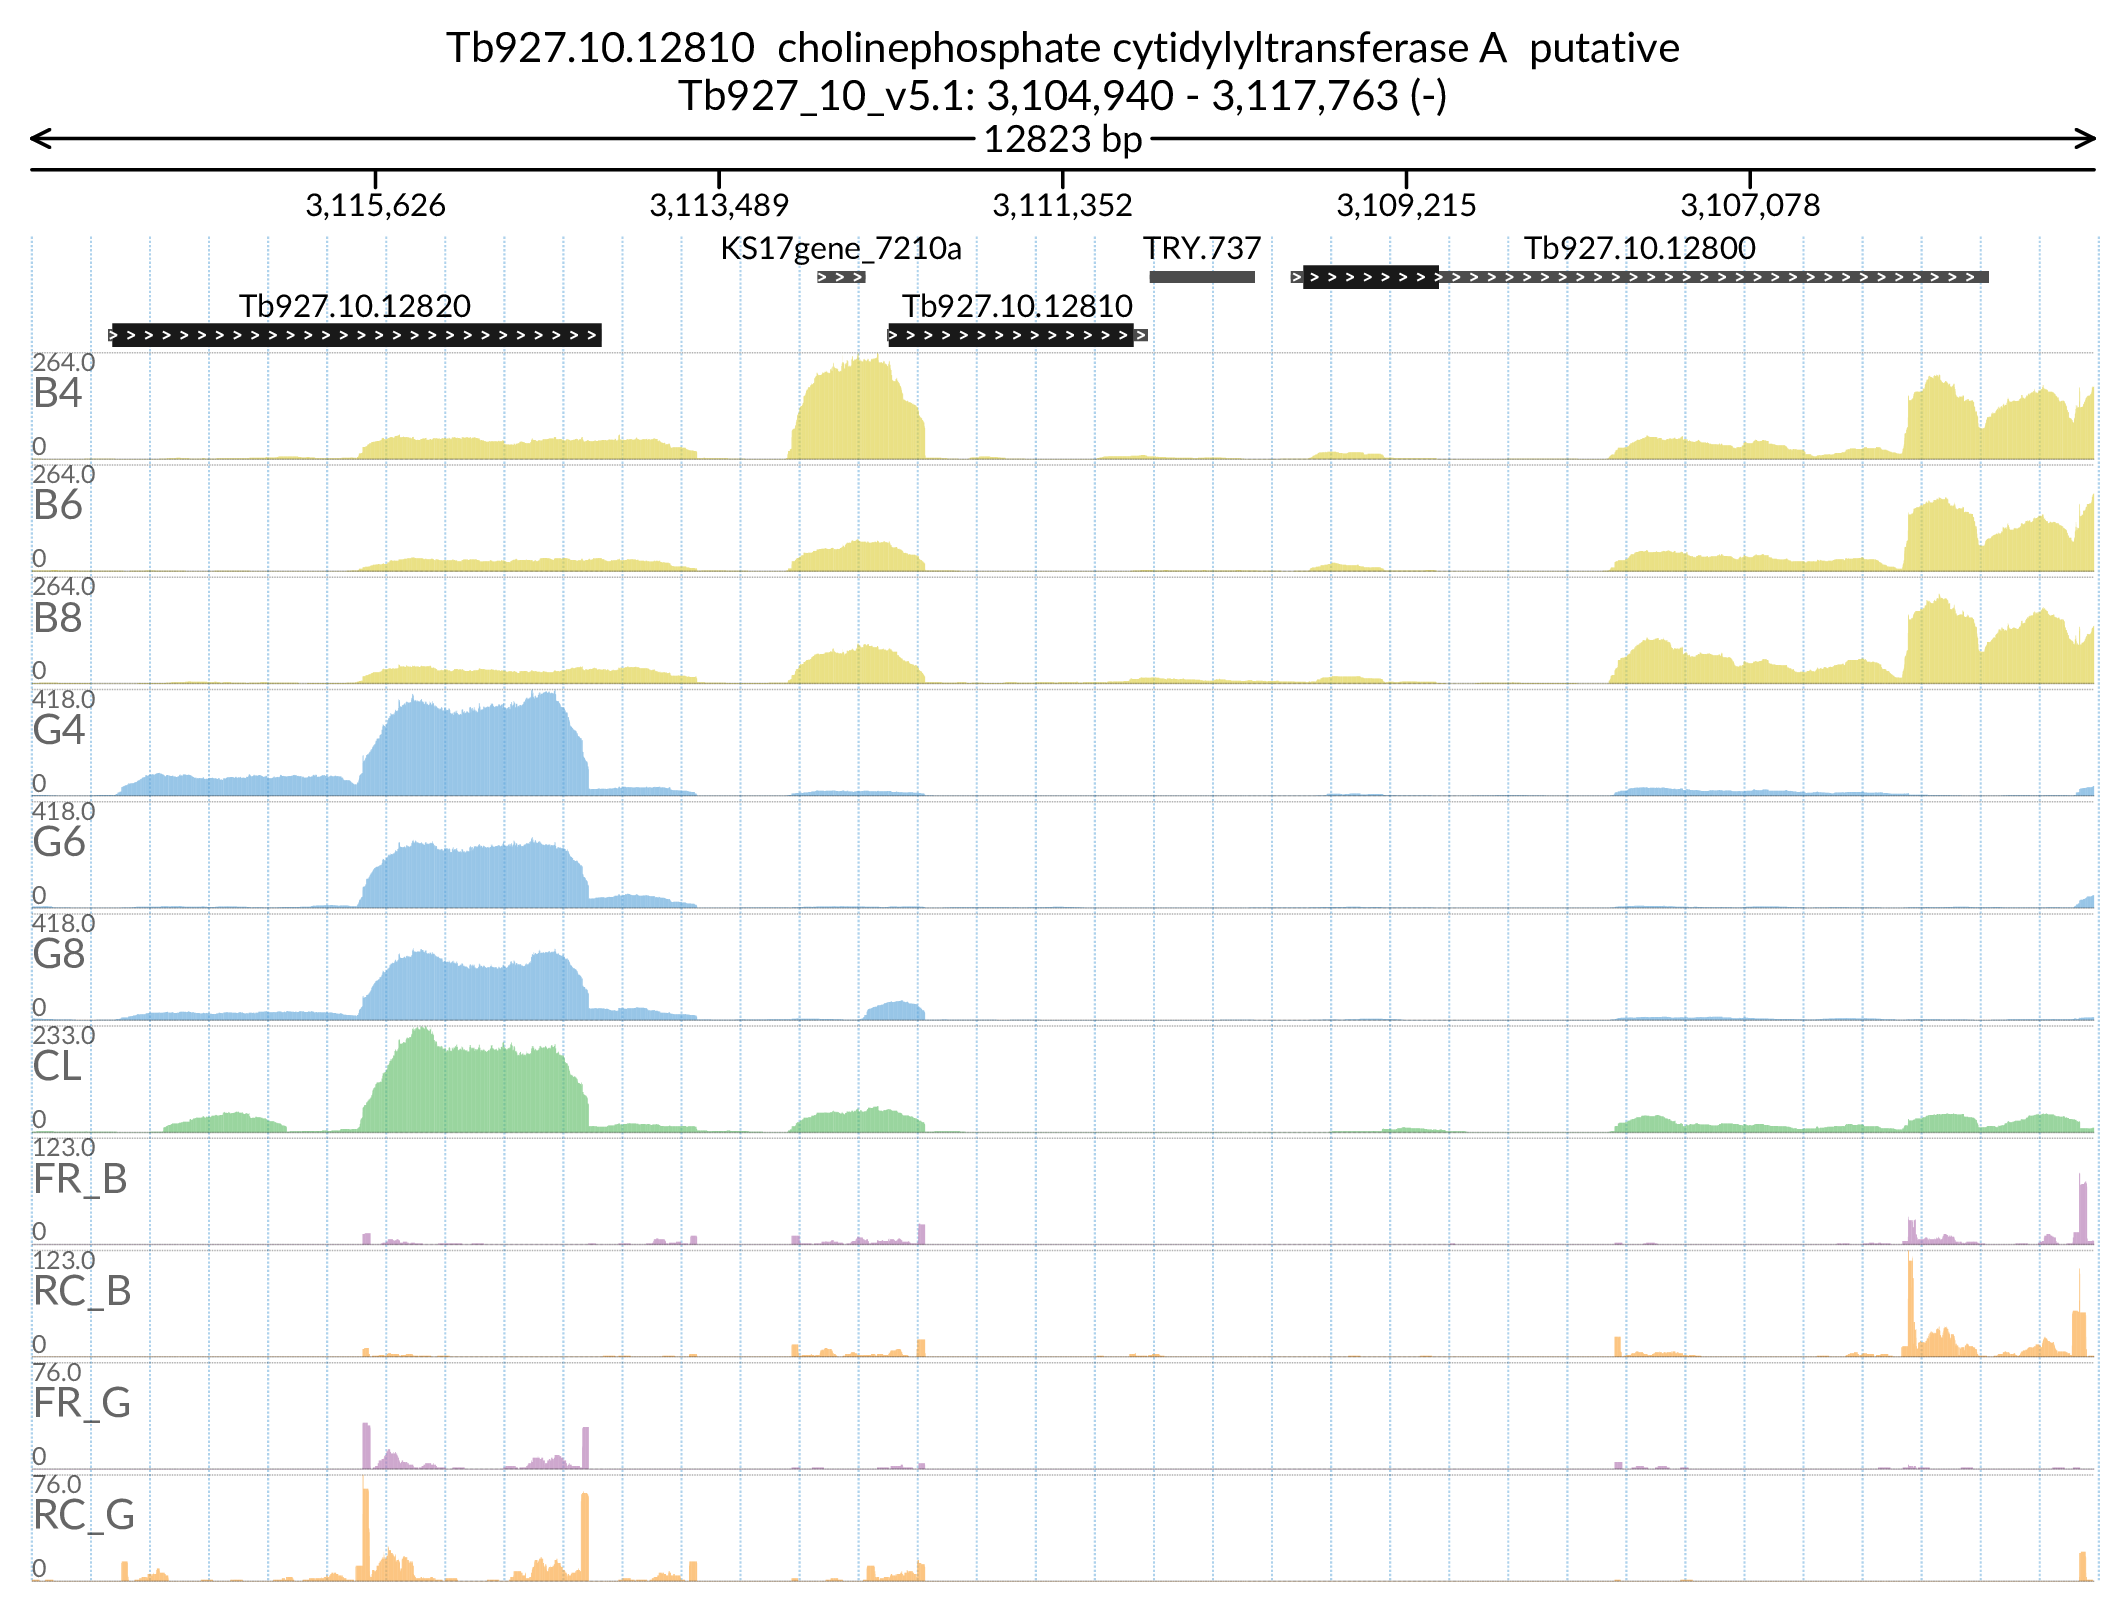 Tb927.10.12810  cholinephosphate cytidylyltransferase A  putative
Tb927_10_v5.1: 3,104,940 - 3,117,763 (-)
12823 bp
3,115,626 3,113,489 3,111,352 3,109,215 3,107,078
KS17gene_7210a TRY.737 Tb927.10.12800
Tb927.10.12820 Tb927.10.12810
264.0
B4
0
264.0
B6
0
264.0
B8
0
418.0
G4
0
418.0
G6
0
418.0
G8
0
233.0
CL
0
123.0
FR_B
0
123.0
RC_B
0
76.0
FR_G
0
76.0
RC_G
0